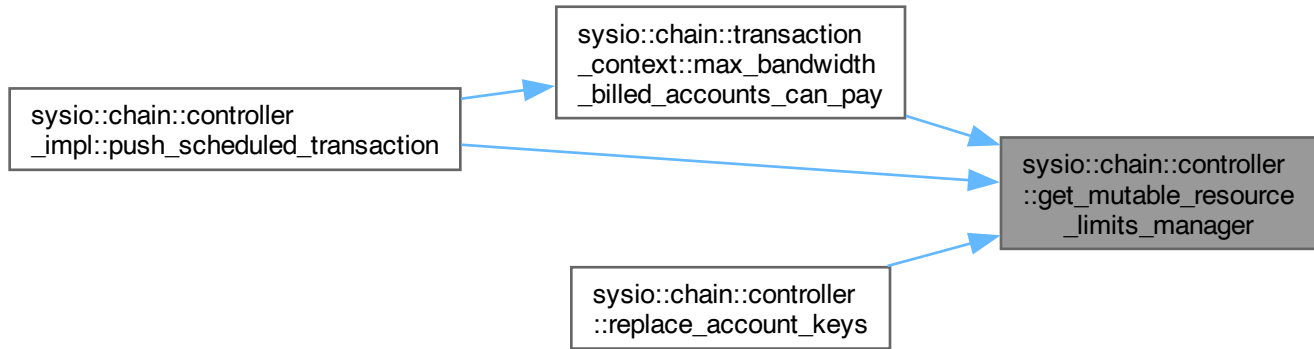 sysio::chain::controller
_impl::push_scheduled_transaction
sysio::chain::transaction
_context::max_bandwidth
_billed_accounts_can_pay
sysio::chain::controller
::replace_account_keys
sysio::chain::controller
::get_mutable_resource
_limits_manager